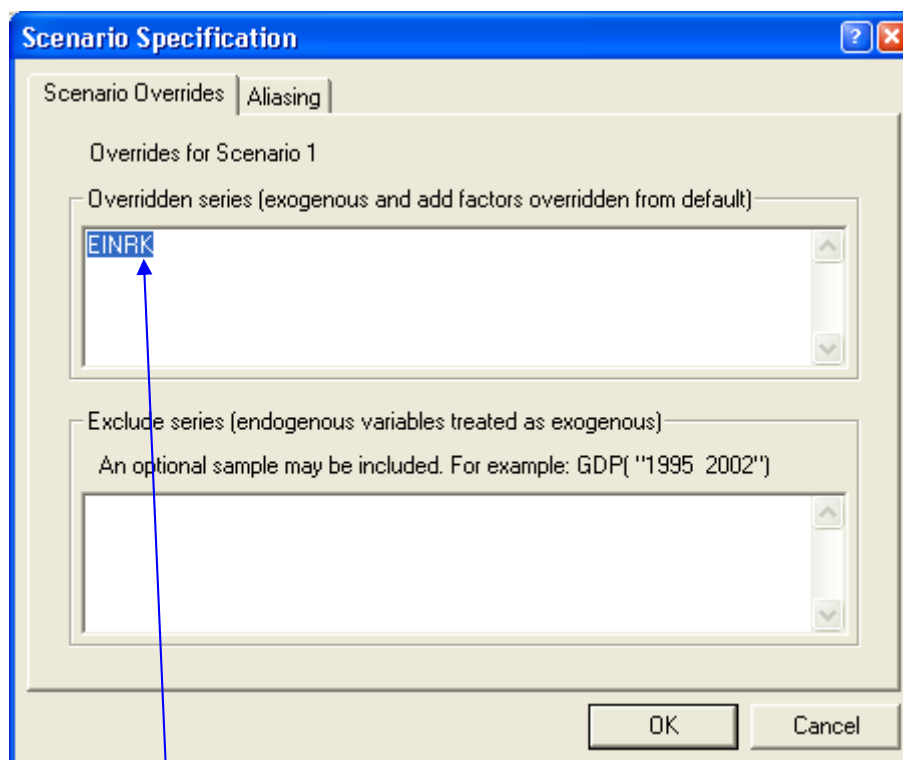 Scenario Specification
Scenario Overrides
Aliasing
Overrides for Scenario 1
Overridden series (exogenous and add factors overridden from default)
EINRK
Exclude series (endogenous variables treated as exogenous)
An optional sample may be included. For example: GDP( "1995 2002")
OK
Cancel